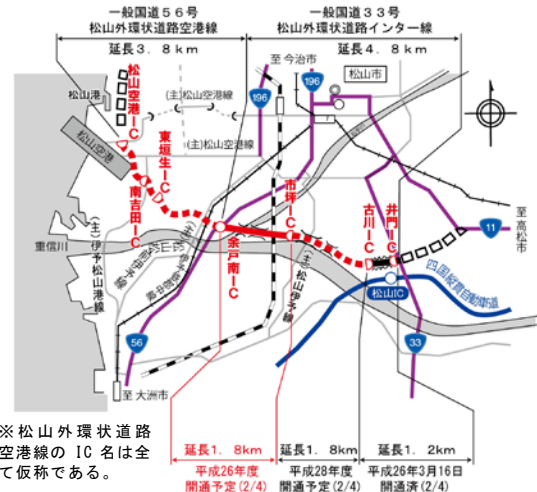 一般国道56号
松山外環状道路空港線
延長3.8km
一般国道33号
松山外環状道路インター線
延長4.8km
至今治市
196
196
松山市
松山港
松山空港IC
(主)松山空港線
松山空港
東垣生IC
(主)松山空港線
南吉田IC
市坪IC
古川IC
井門IC
11
至高松市
重信川
(主)伊予松山港線
余戸南IC
(主)松山伊予線
松山IC
四国縦貫自動車道
56
33
至大洲市
※松山外環状道路
空港線の IC 名は全
て仮称である。
延長1.8km
平成26年度
開通予定(2/4)
延長1.8km
平成28年度
開通予定(2/4)
延長1.2km
平成26年3月16日
開通済(2/4)